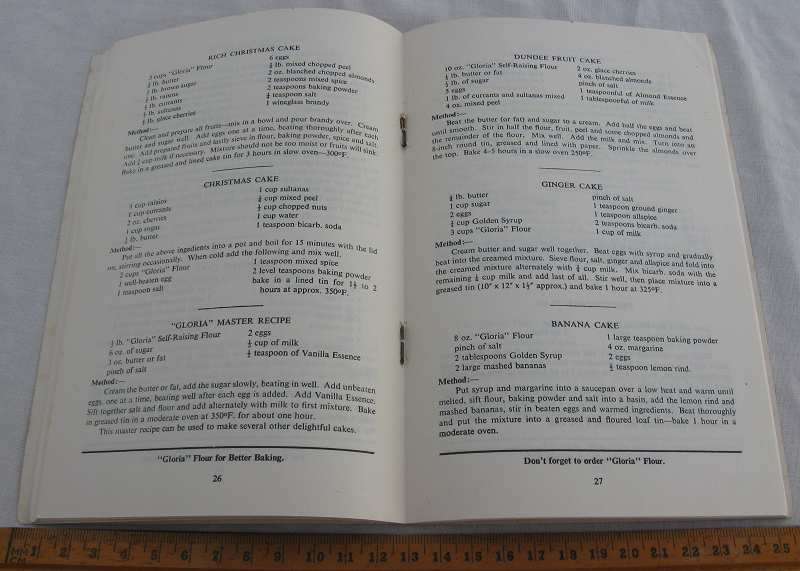 RICH CHRISTMAS CAKE
3 cups "Gloria" Flour
½ lb. butter
lb. brown sugar
lb. raisins
lb. currants
lb. sultanas
lb. glace cherries
6 eggs
lb. mixed chopped peel
2 oz. blanched chopped almonds
2 teaspoons mixed spice
2 teaspoons baking powder
teaspoon salt
1 wineglass brandy
Method:—
Clean and prepare all fruits—mix in a bowl and pour brandy over. Cream
butter and sugar well. Add eggs one at a time, beating thoroughly after each
one. Add prepared fruits and lastly sieve in flour, baking powder, spice and salt.
Add cup milk if necessary. Mixture should not be too moist or fruits will sink.
Bake in a greased and lined cake tin for 3 hours in slow oven—300°F.
CHRISTMAS CAKE
cup raisins
1 cup currants
2 oz. cherries
1 cup sugar
lb. butter
1 cup sultanas
cup mixed peel
cup chopped nuts
1 cup water
1 teaspoon bicarb. soda
Method:—
Put all the above ingredients into a pot and boil for 15 minutes with the lid
on, stirring occasionally. When cold add the following and mix well.
2 cups "Gloria" Flour
1 well-beaten egg
1 teaspoon salt
1 teaspoon mixed spice
2 level teaspoons baking powder
bake in a lined tin for 1½ to 2
hours at approx. 350°F.
"GLORIA" MASTER RECIPE
½ lb. "Gloria" Self-Raising Flour
6 oz. of sugar
3 oz. butter or fat
pinch of salt
2 eggs
½ cup of milk
½ teaspoon of Vanilla Essence
Method:—
Cream the butter or fat, add the sugar slowly, beating in well. Add unbeaten
eggs, one at a time, beating well after each egg is added. Add Vanilla Essence.
Sift together salt and flour and add alternately with milk to first mixture. Bake
in greased tin in a moderate oven at 350°F, for about one hour.
This master recipe can be used to make several other delightful cakes.
"Gloria" Flour for Better Baking.
26
DUNDEE FRUIT CAKE
10 oz. "Gloria" Self-Raising Flour
½ lb. butter or fat
½ lb. of sugar
5 eggs
1 lb. of currants and sultanas mixed
4 oz. mixed peel
2 oz. glace cherries
4 oz. blanched almonds
pinch of salt
1 teaspoonful of Almond Essence
1 tablespoonful of milk
Method:—
Beat the butter (or fat) and sugar to a cream. Add half the eggs and beat
until smooth. Stir in half the flour, fruit, peel and some chopped almonds and
the remainder of the flour. Mix well. Add the milk and mix. Turn into an
8-inch round tin, greased and lined with paper. Sprinkle the almonds over
the top. Bake 4–5 hours in a slow oven 250°F.
GINGER CAKE
lb. butter
1 cup sugar
2 eggs
cup Golden Syrup
3 cups "Gloria" Flour
pinch of salt
1 teaspoon ground ginger
1 teaspoon allspice
2 teaspoons bicarb. soda
1 cup of milk
Method:—
Cream butter and sugar well together. Beat eggs with syrup and gradually
beat into the creamed mixture. Sieve flour, salt, ginger and allspice and fold into
the creamed mixture alternately with cup milk. Mix bicarb. soda with the
remaining cup milk and add last of all. Stir well, then place mixture into a
greased tin (10" x 12" x 1½" approx.) and bake 1 hour at 325°F.
BANANA CAKE
8 oz. "Gloria" Flour
pinch of salt
2 tablespoons Golden Syrup
2 large mashed bananas
1 large teaspoon baking powder
4 oz. margarine
2 eggs
½ teaspoon lemon rind.
Method:—
Put syrup and margarine into a saucepan over a low heat and warm until
melted, sift flour, baking powder and salt into a basin, add the lemon rind and
mashed bananas, stir in beaten eggs and warmed ingredients. Beat thoroughly
and put the mixture into a greased and floured loaf tin—bake 1 hour in a
moderate oven.
Don't forget to order "Gloria" Flour.
27
MM
CM
1 2 3 4 5 6 7 8 9 10 11 12 13 14 15 16 17 18 19 20 21 22 23 24 25